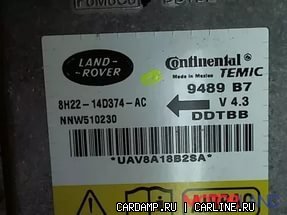 LAND-
ROVER
Continental
TEMIC
Made in Mexico
9489 B7
8H22-14D374-AC
V 4.3
NNW510230
DDTBB
*UAV8A18B2SA*
CARDAMP.RU | CARLINE.RU